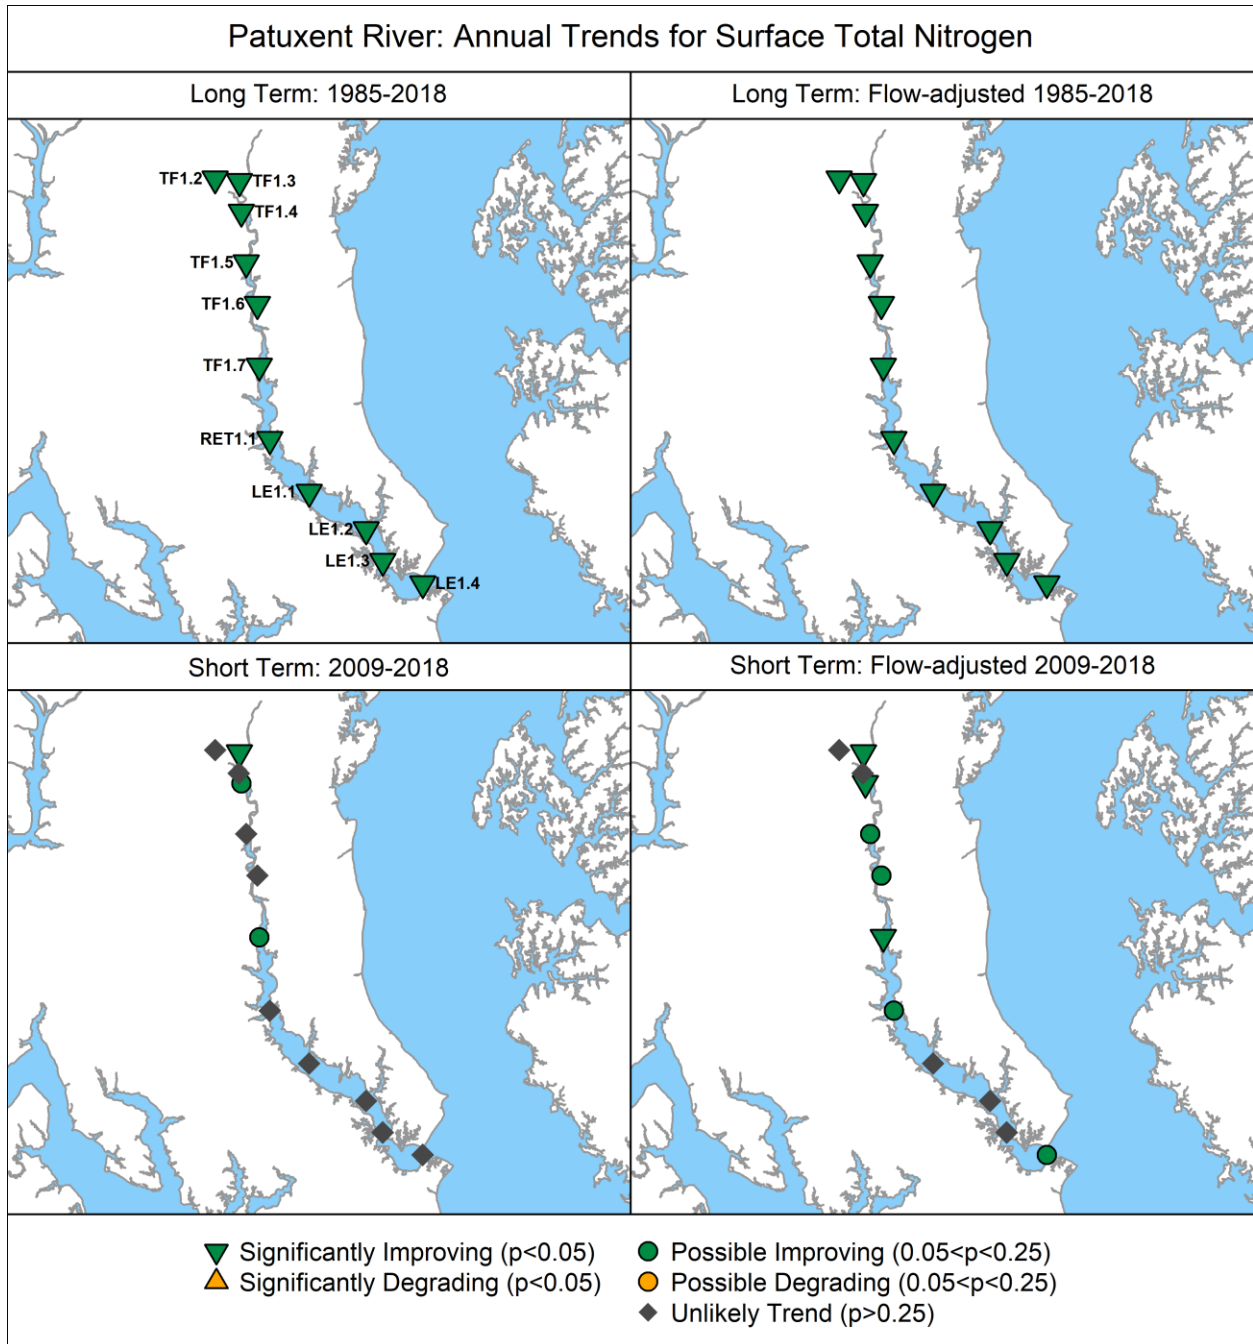 Patuxent River: Annual Trends for Surface Total Nitrogen
Long Term: 1985-2018
Long Term: Flow-adjusted 1985-2018
TF1.2
TF1.3
TF1.4
TF1.5
TF1.6
TF1.7
RET1.1
LE1.1
LE1.2
LE1.3
LE1.4
Short Term: 2009-2018
Short Term: Flow-adjusted 2009-2018
Significantly Improving (p<0.05)
Possible Improving (0.05<p<0.25)
Significantly Degrading (p<0.05)
Possible Degrading (0.05<p<0.25)
Unlikely Trend (p>0.25)